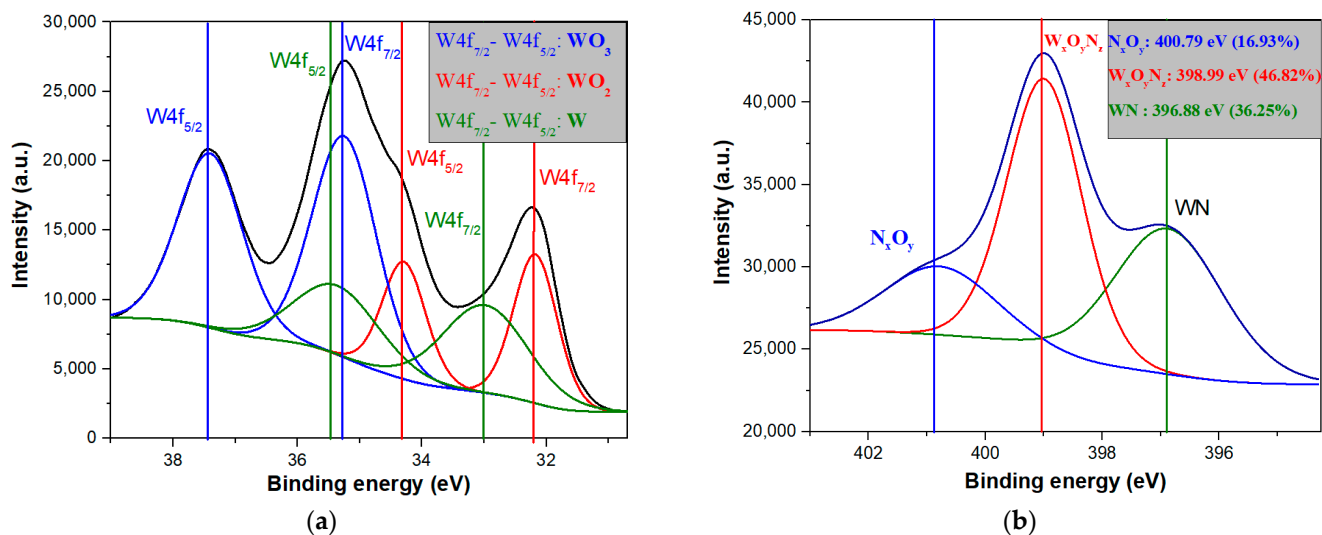 30,000
25,000
20,000
15,000
10,000
5,000
0
Intensity (a.u.)
38
36
34
32
Binding energy (eV)
W4f5/2
W4f5/2
W4f7/2
W4f5/2
W4f7/2
W4f7/2
W4f7/2- W4f5/2: WO3
W4f7/2- W4f5/2: WO2
W4f7/2- W4f5/2: W
(a)
45,000
40,000
35,000
30,000
25,000
20,000
Intensity (a.u.)
402
400
398
396
Binding energy (eV)
NxOy
WxOyNz
WN
NxOy: 400.79 eV (16.93%)
WxOyNz: 398.99 eV (46.82%)
WN : 396.88 eV (36.25%)
(b)